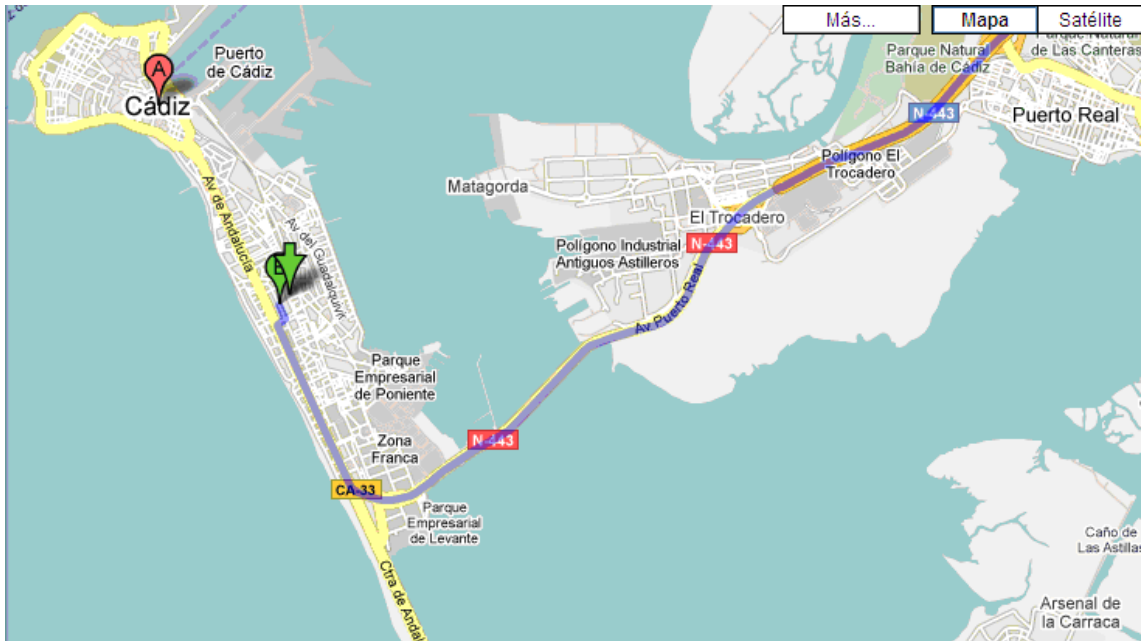 Más...
Mapa
Satélite
Puerto
de Cádiz
A
Cádiz
Parque Natural
Bahía de Cádiz
Parque Natural
de Las Canteras
N-443
Puerto Real
Polígono El
Trocadero
Matagorda
El Trocadero
N-443
Polígono Industrial
Antiguos Astilleros
Av de Andalucía
Av del Guadalquivir
Av Puerto Real
Parque
Empresarial
de Poniente
Zona
Franca
N-443
CA-33
Parque
Empresarial
de Levante
Ctra de Andal
Caño de
Las Astillas
Arsenal de
la Carraca